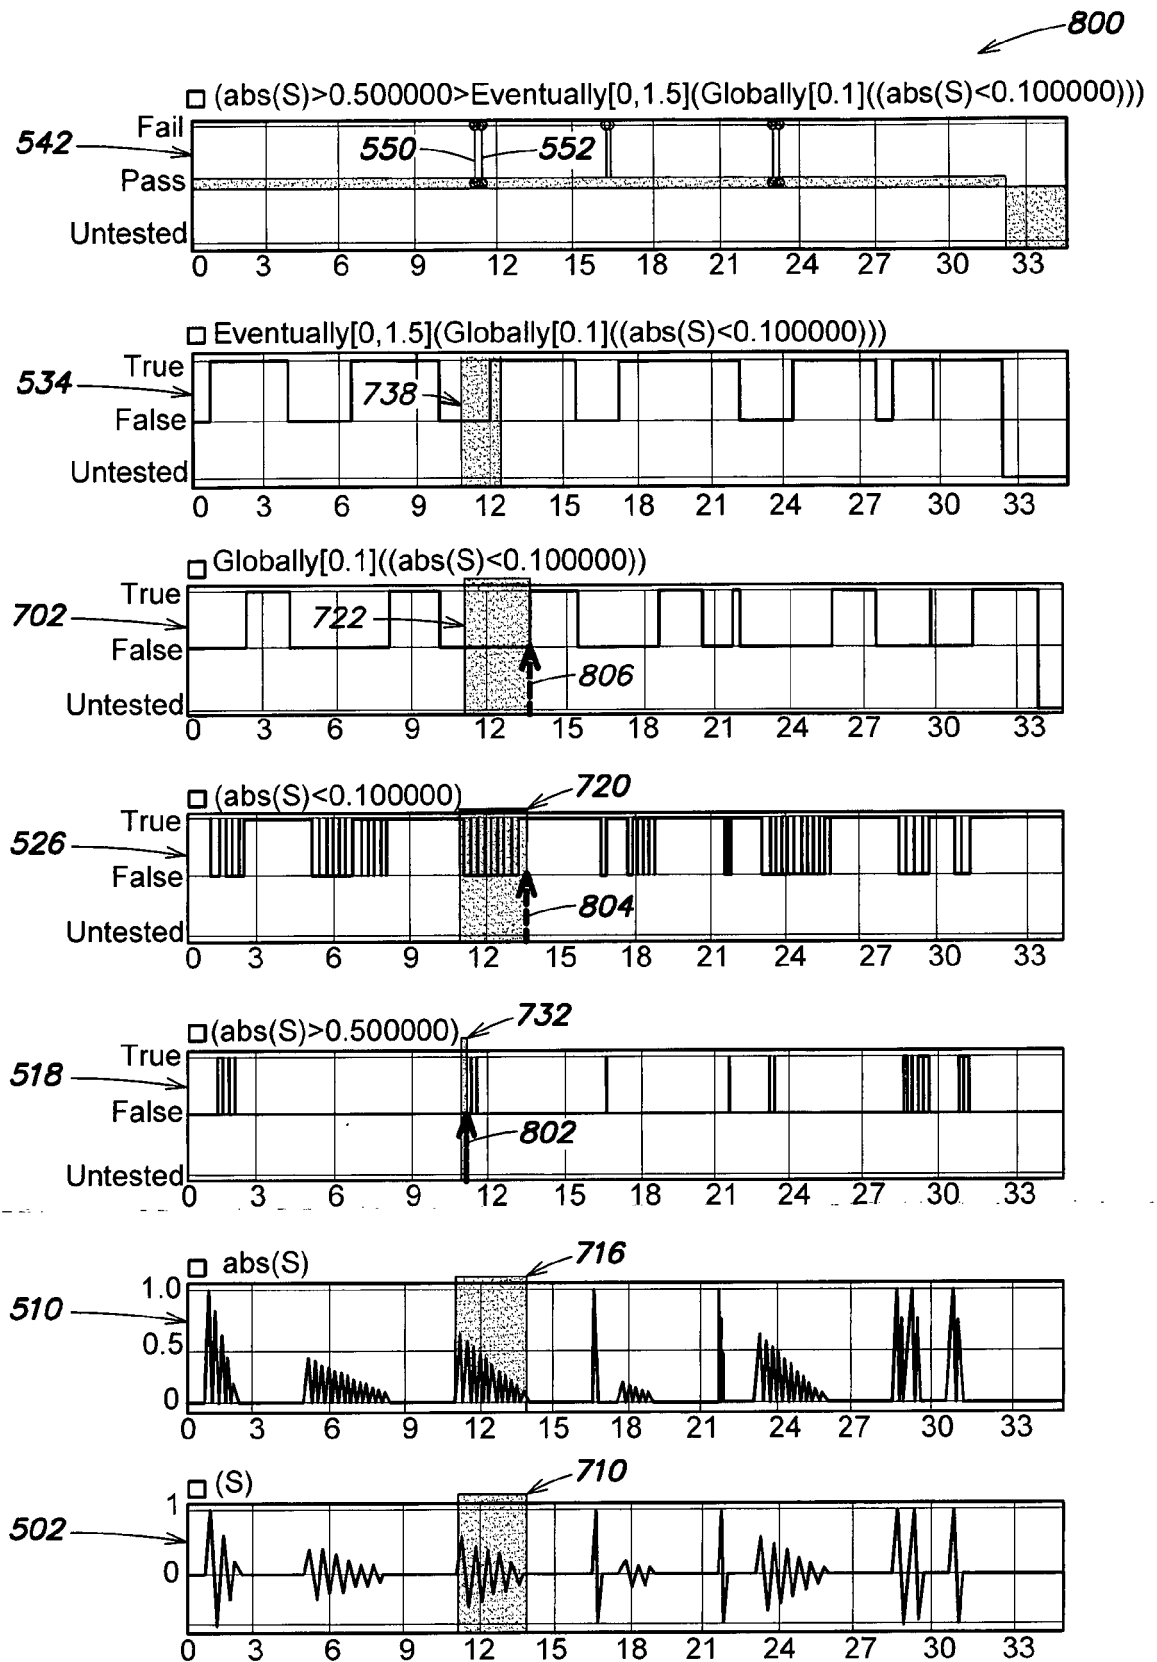 800
(abs(S)>0.500000>Eventually[0,1.5](Globally[0.1]((abs(S)<0.100000)))
Fail
542
550
552
Pass
Untested
0 3 6 9 12 15 18 21 24 27 30 33
Eventually[0,1.5](Globally[0.1]((abs(S)<0.100000)))
True
534
738
False
Untested
0 3 6 9 12 15 18 21 24 27 30 33
Globally[0.1]((abs(S)<0.100000))
True
702
722
False
806
Untested
0 3 6 9 12 15 18 21 24 27 30 33
(abs(S)<0.100000)
720
True
526
False
804
Untested
0 3 6 9 12 15 18 21 24 27 30 33
(abs(S)>0.500000)
732
True
518
False
802
Untested
0 3 6 9 12 15 18 21 24 27 30 33
abs(S)
716
1.0
510
0.5
0
0 3 6 9 12 15 18 21 24 27 30 33
(S)
710
1
502
0
0 3 6 9 12 15 18 21 24 27 30 33